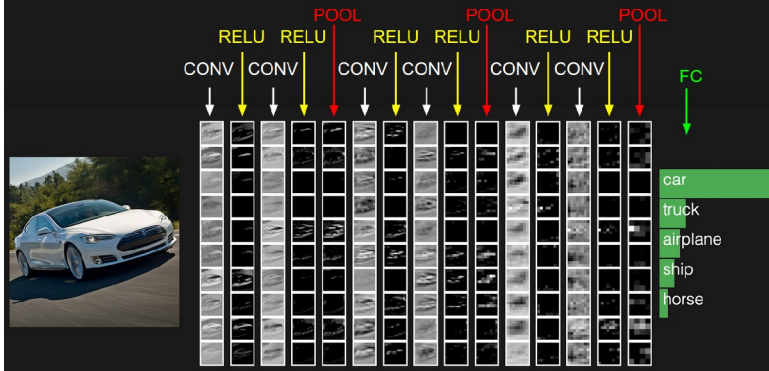 POOL POOL POOL
RELU RELU RELU RELU RELU RELU
CONV CONV CONV CONV CONV CONV
FC
car
truck
airplane
ship
horse